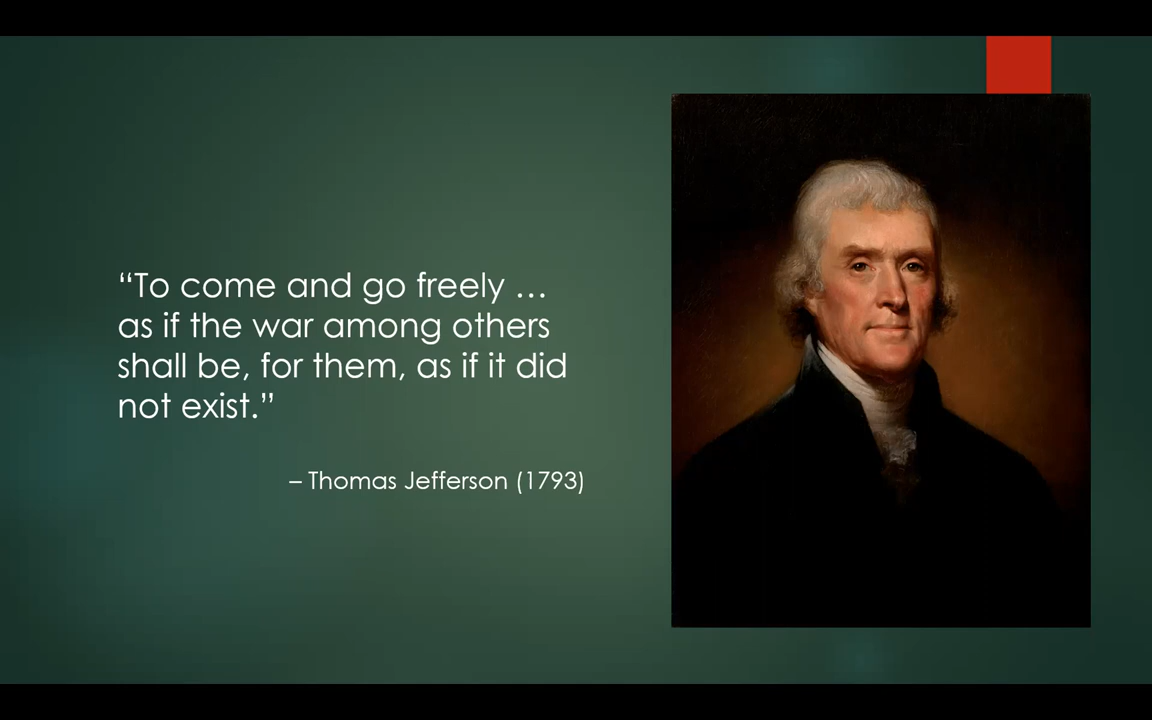 “To come and go freely …
as if the war among others
shall be, for them, as if it did
not exist.”
– Thomas Jefferson (1793)